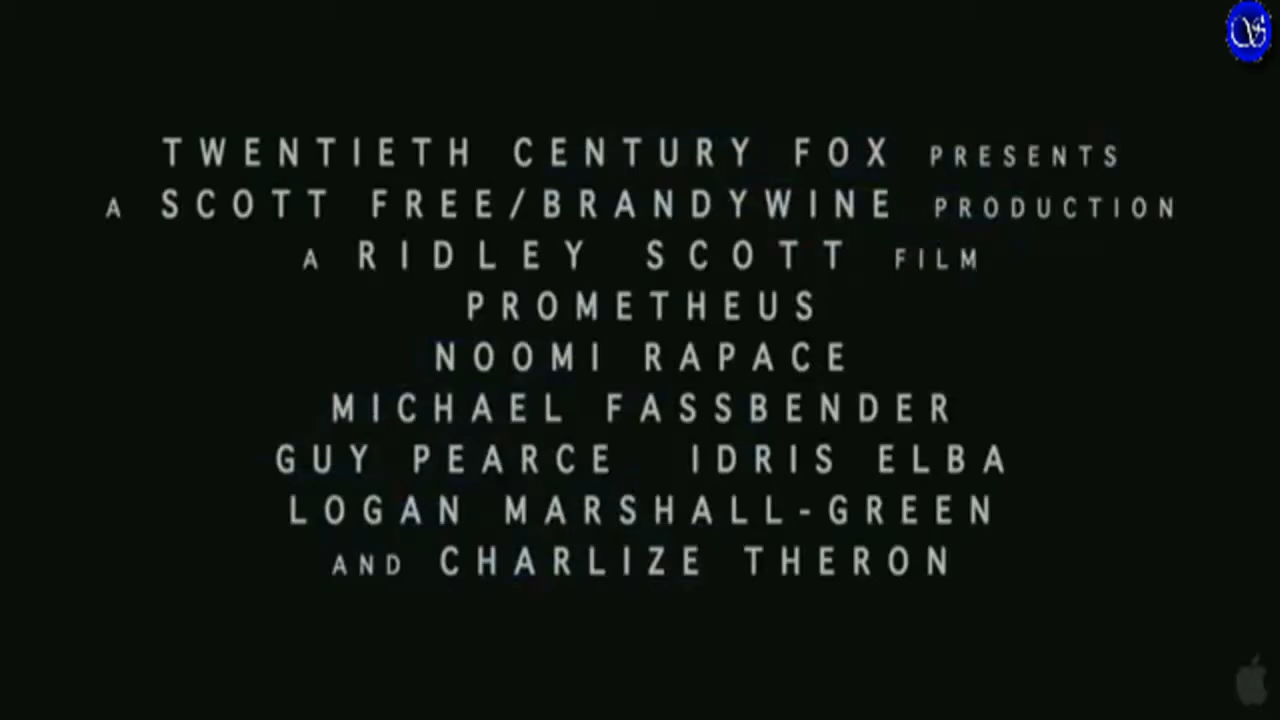 TWENTIETH CENTURY FOX PRESENTS
A SCOTT FREE/BRANDYWINE PRODUCTION
A RIDLEY SCOTT FILM
PROMETHEUS
NOOMI RAPACE
MICHAEL FASSBENDER
GUY PEARCE IDRIS ELBA
LOGAN MARSHALL-GREEN
AND CHARLIZE THERON